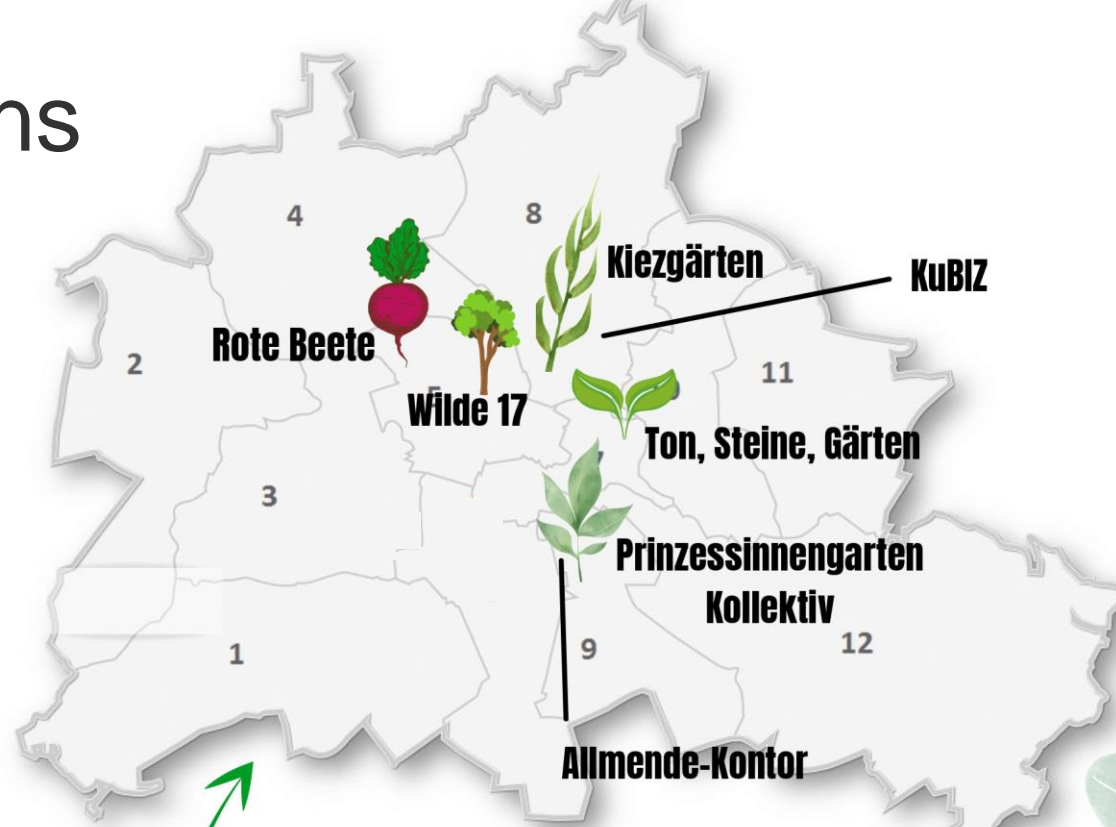 ns
4
8
Kiezgärten
KuBIZ
Rote Beete
2
11
Wilde 17
Ton, Steine, Gärten
7
3
Prinzessinnengarten
Kollektiv
1
9
12
Allmende-Kontor